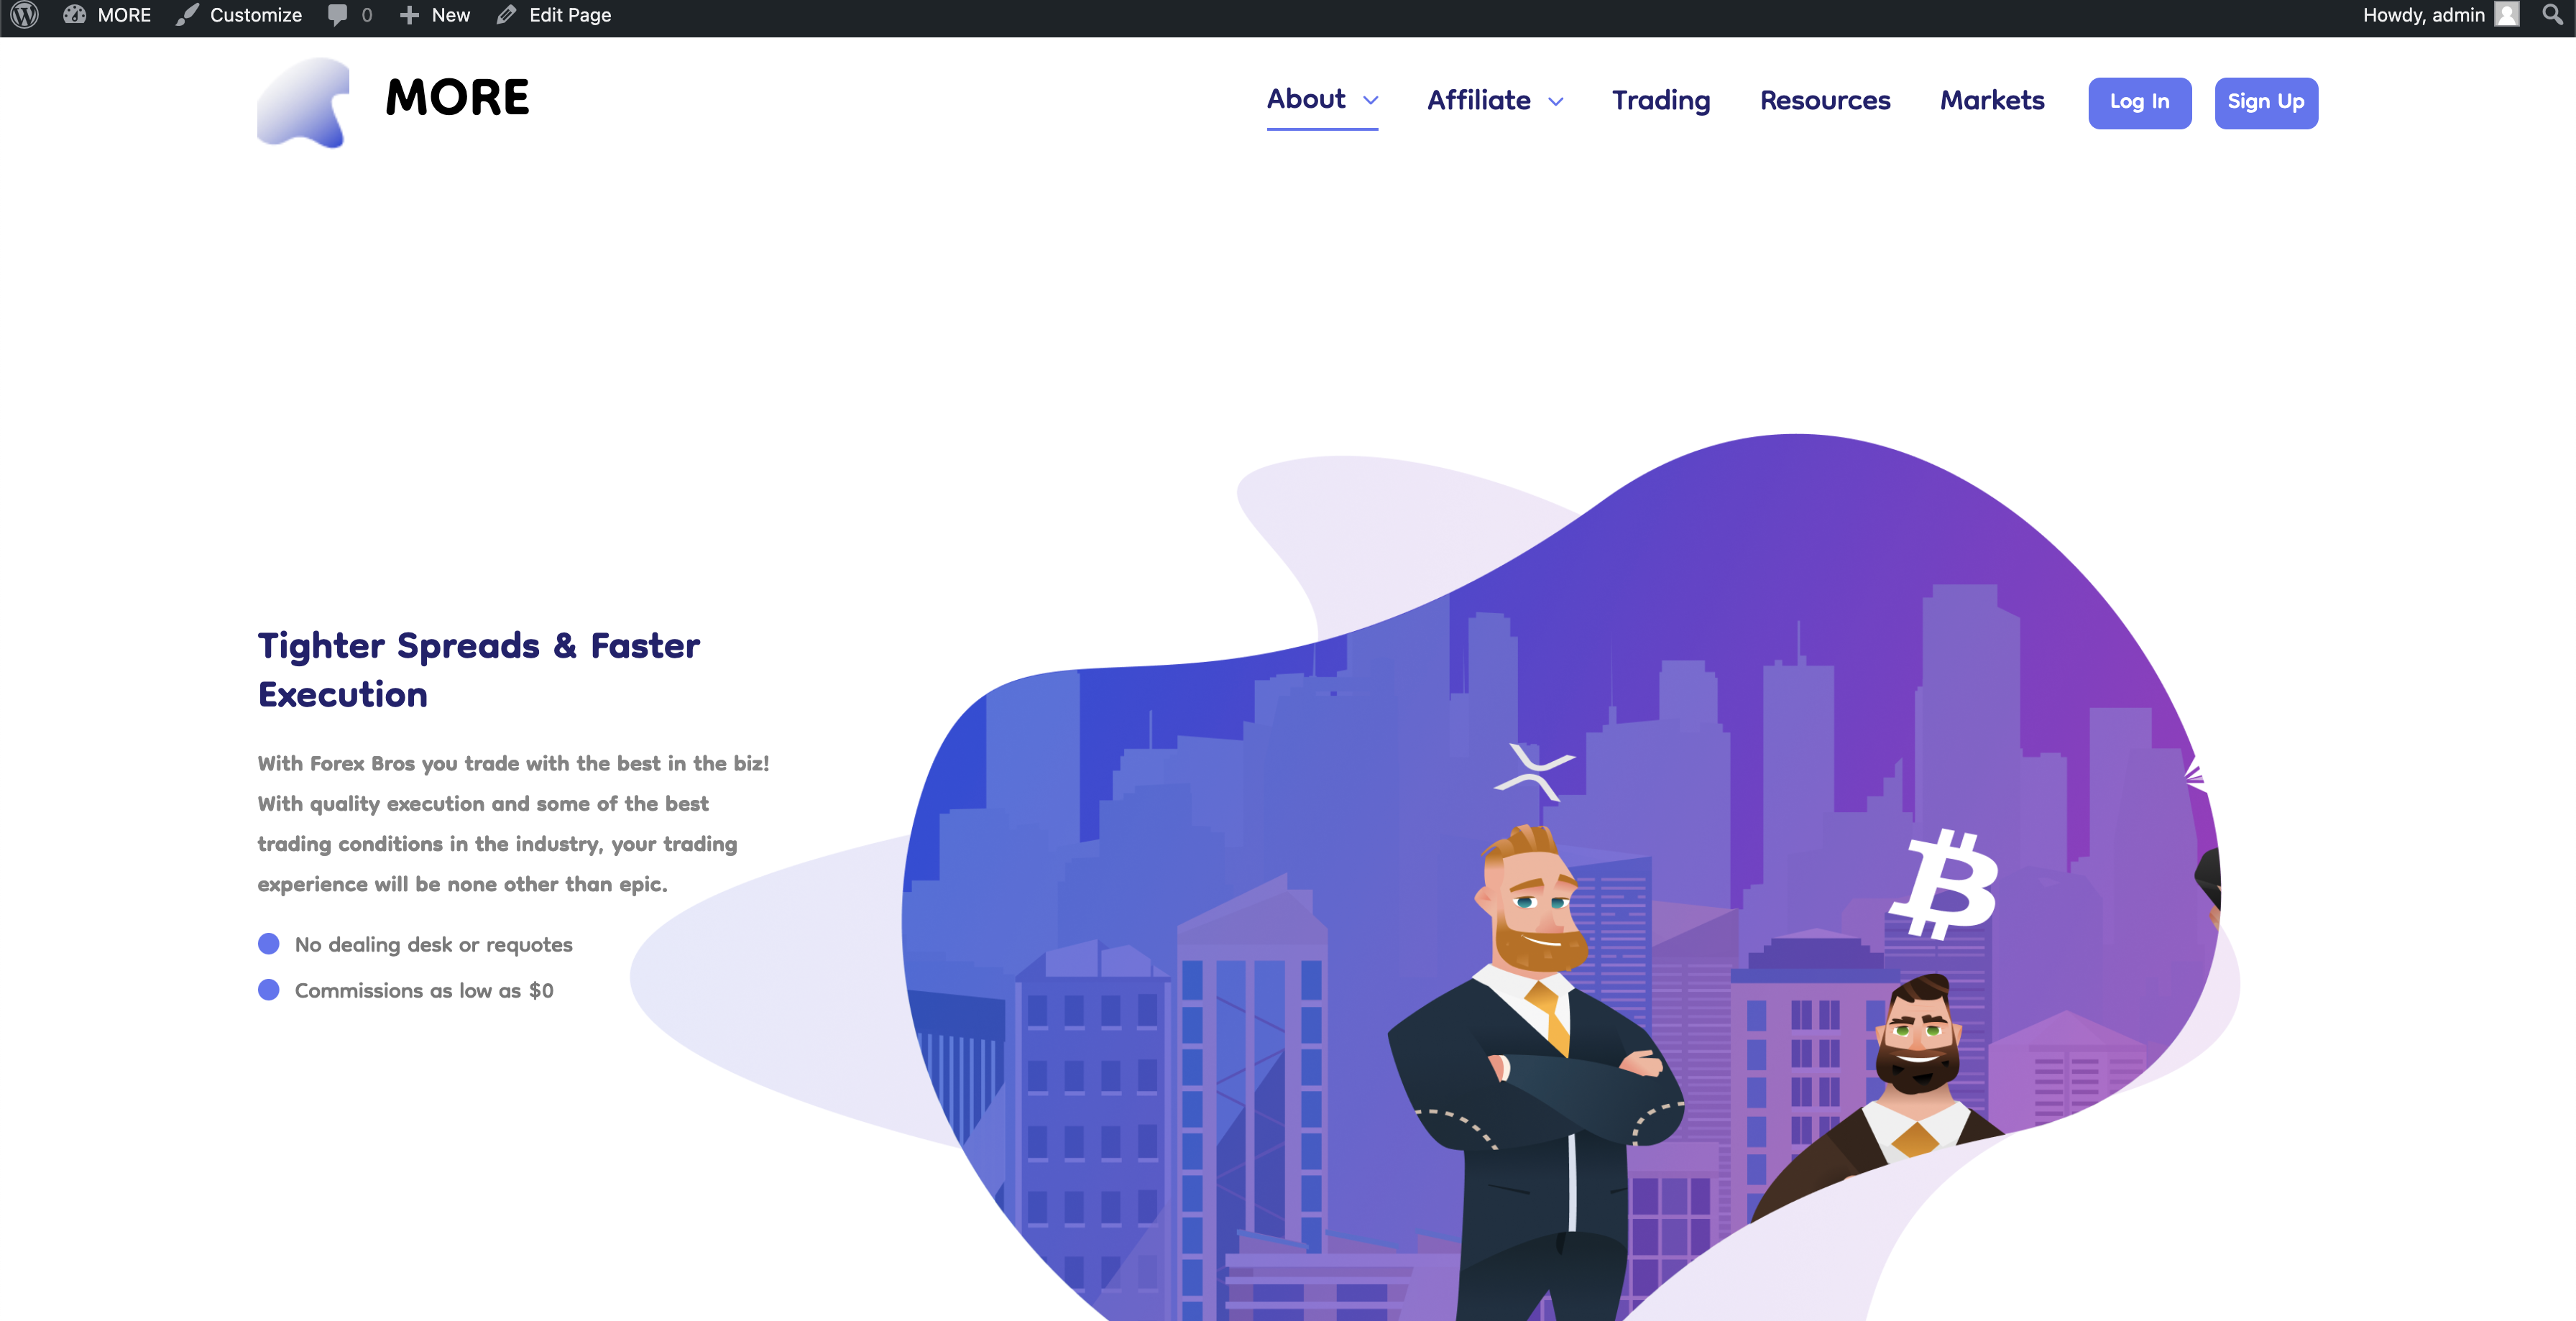 MORE Customize 0 New Edit Page Howdy, admin
MORE About Affiliate Trading Resources Markets Log In Sign Up
Tighter Spreads & Faster
Execution
With Forex Bros you trade with the best in the biz!
With quality execution and some of the best
trading conditions in the industry, your trading
experience will be none other than epic.
No dealing desk or requotes
Commissions as low as $0